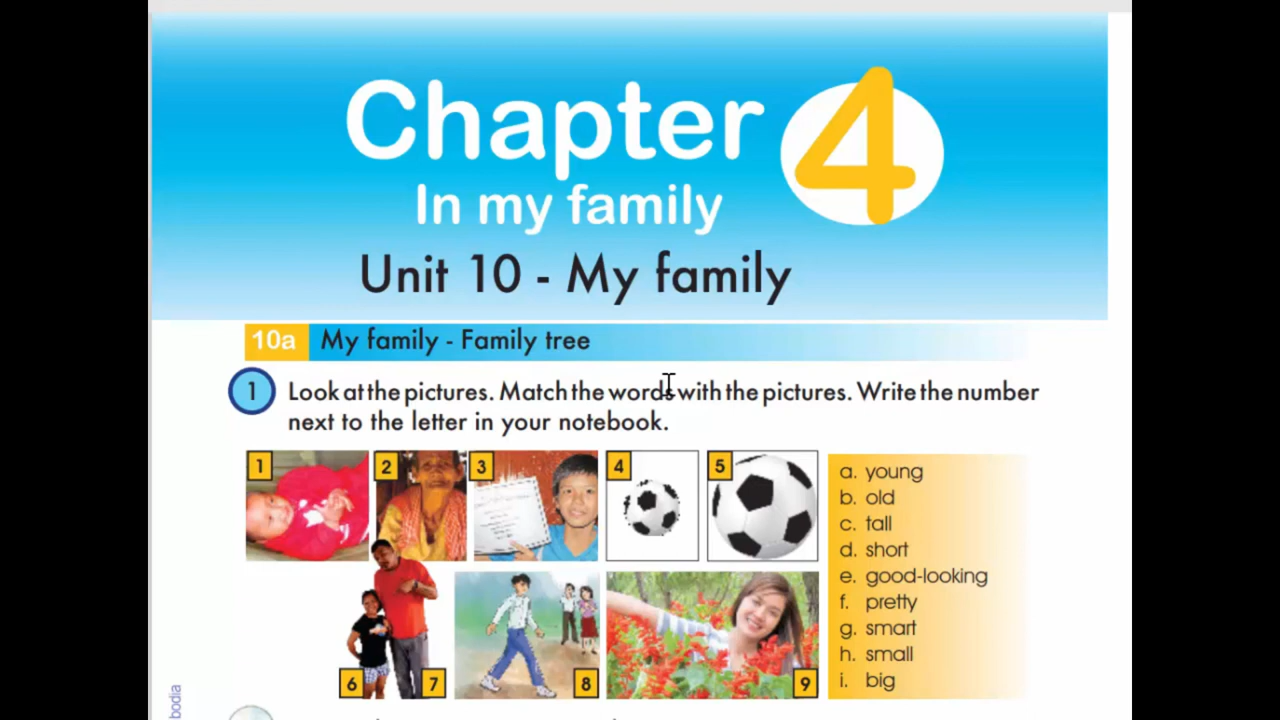 Chapter 4
In my family
Unit 10 - My family
10a My family - Family tree
1 Look at the pictures. Match the words with the pictures. Write the number
next to the letter in your notebook.
1 2 3 4 5
6 7 8 9
a. young
b. old
c. tall
d. short
e. good-looking
f. pretty
g. smart
h. small
i. big
bodia